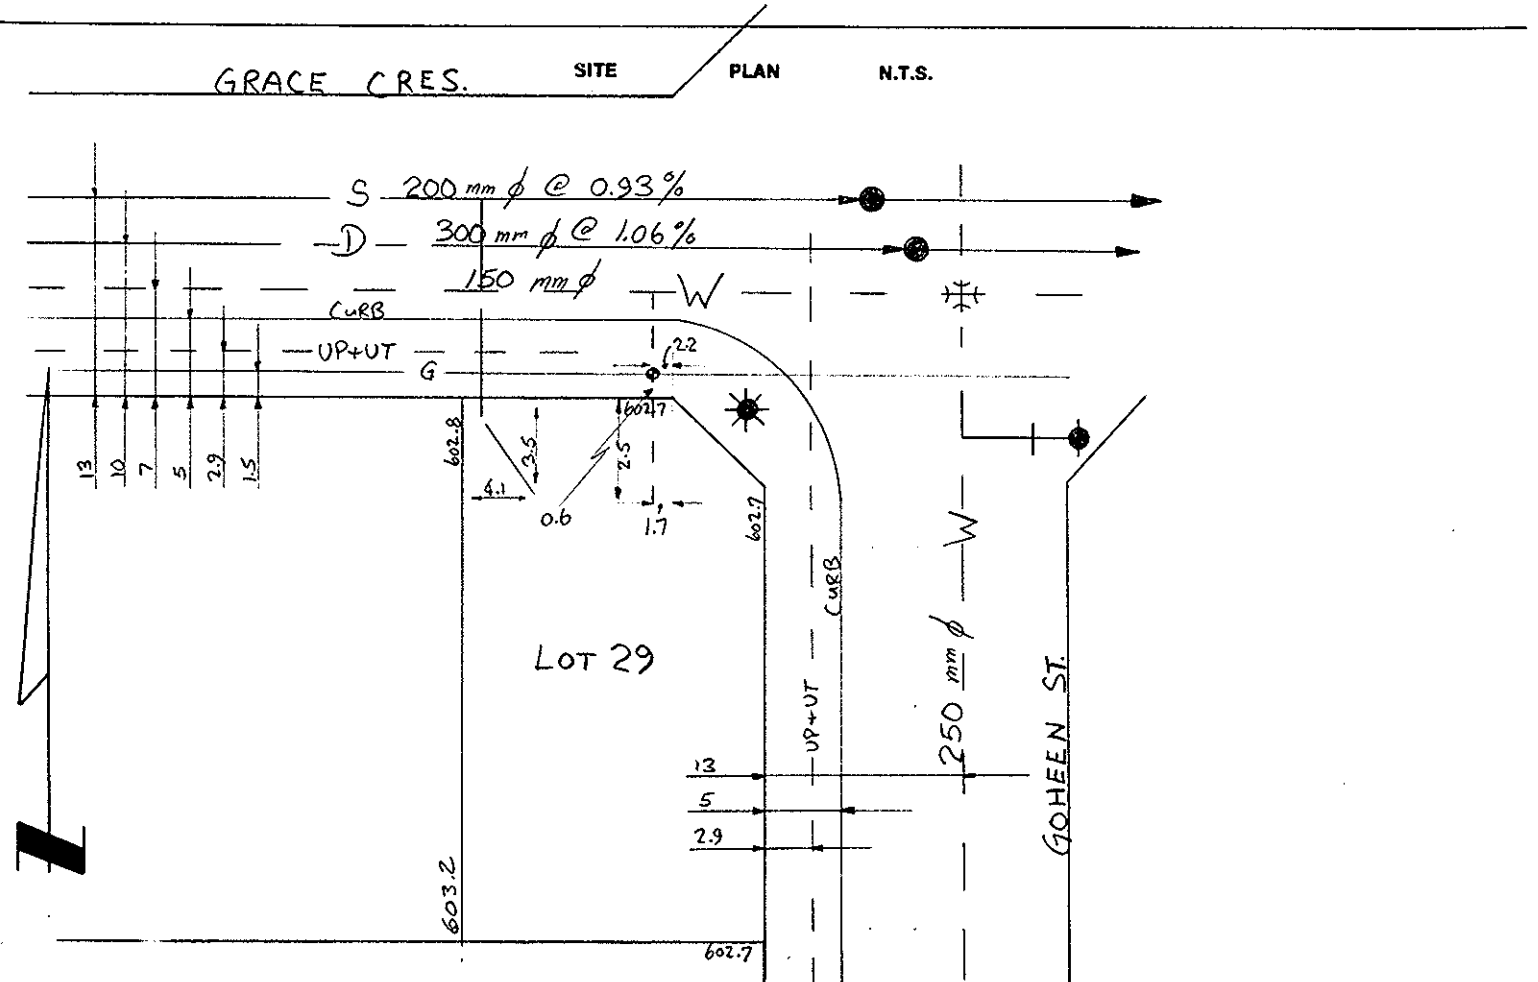 GRACE CRES. SITE PLAN N.T.S.
S 200 mm ϕ @ 0.93%
D 300 mm ϕ @ 1.06%
150 mm ϕ W
CURB
UP+UT
2.2
G
602.7
602.8
3.5
2.5
13
10
7
5
2.9
1.5
4.1
0.6
1.7
602.7
W
CURB
LOT 29
250 mm ϕ
UP+UT
GOHEEN ST.
13
5
2.9
603.2
602.7
Z